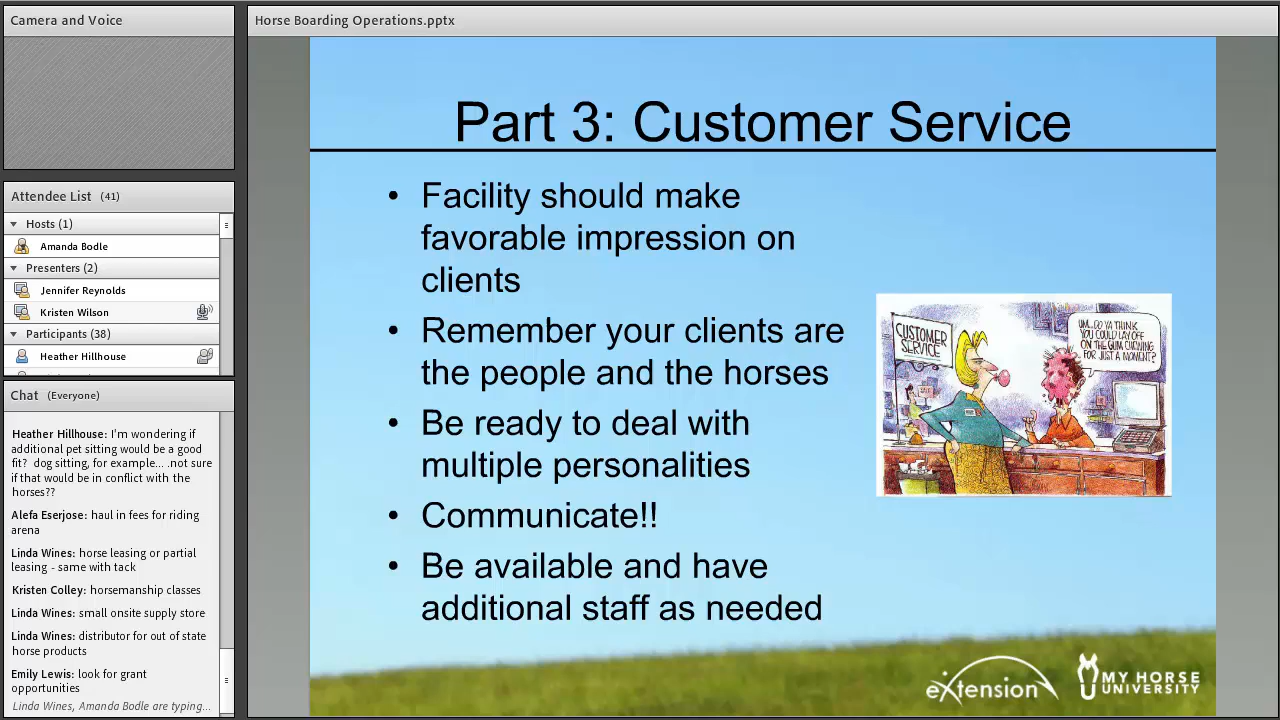 Camera and Voice
Attendee List (41)
Hosts (1)
Amanda Bodle
Presenters (2)
Jennifer Reynolds
Kristen Wilson
Participants (38)
Heather Hillhouse
Chat (Everyone)
Heather Hillhouse: I'm wondering if
additional pet sitting would be a good
fit? dog sitting, for example... .not sure
if that would be in conflict with the
horses??
Alefa Eserjose: haul in fees for riding
arena
Linda Wines: horse leasing or partial
leasing - same with tack
Kristen Colley: horsemanship classes
Linda Wines: small onsite supply store
Linda Wines: distributor for out of state
horse products
Emily Lewis: look for grant
opportunities
Linda Wines, Amanda Bodle are typing...
Horse Boarding Operations.pptx
Part 3: Customer Service
• Facility should make
favorable impression on
clients
• Remember your clients are
the people and the horses
• Be ready to deal with
multiple personalities
• Communicate!!
• Be available and have
additional staff as needed
CUSTOMER
SERVICE
UM...DO YA THINK
YOU COULD LAY OFF
ON THE GUM CHEWING
FOR JUST A MOMENT?
eXtension
MY HORSE
UNIVERSITY